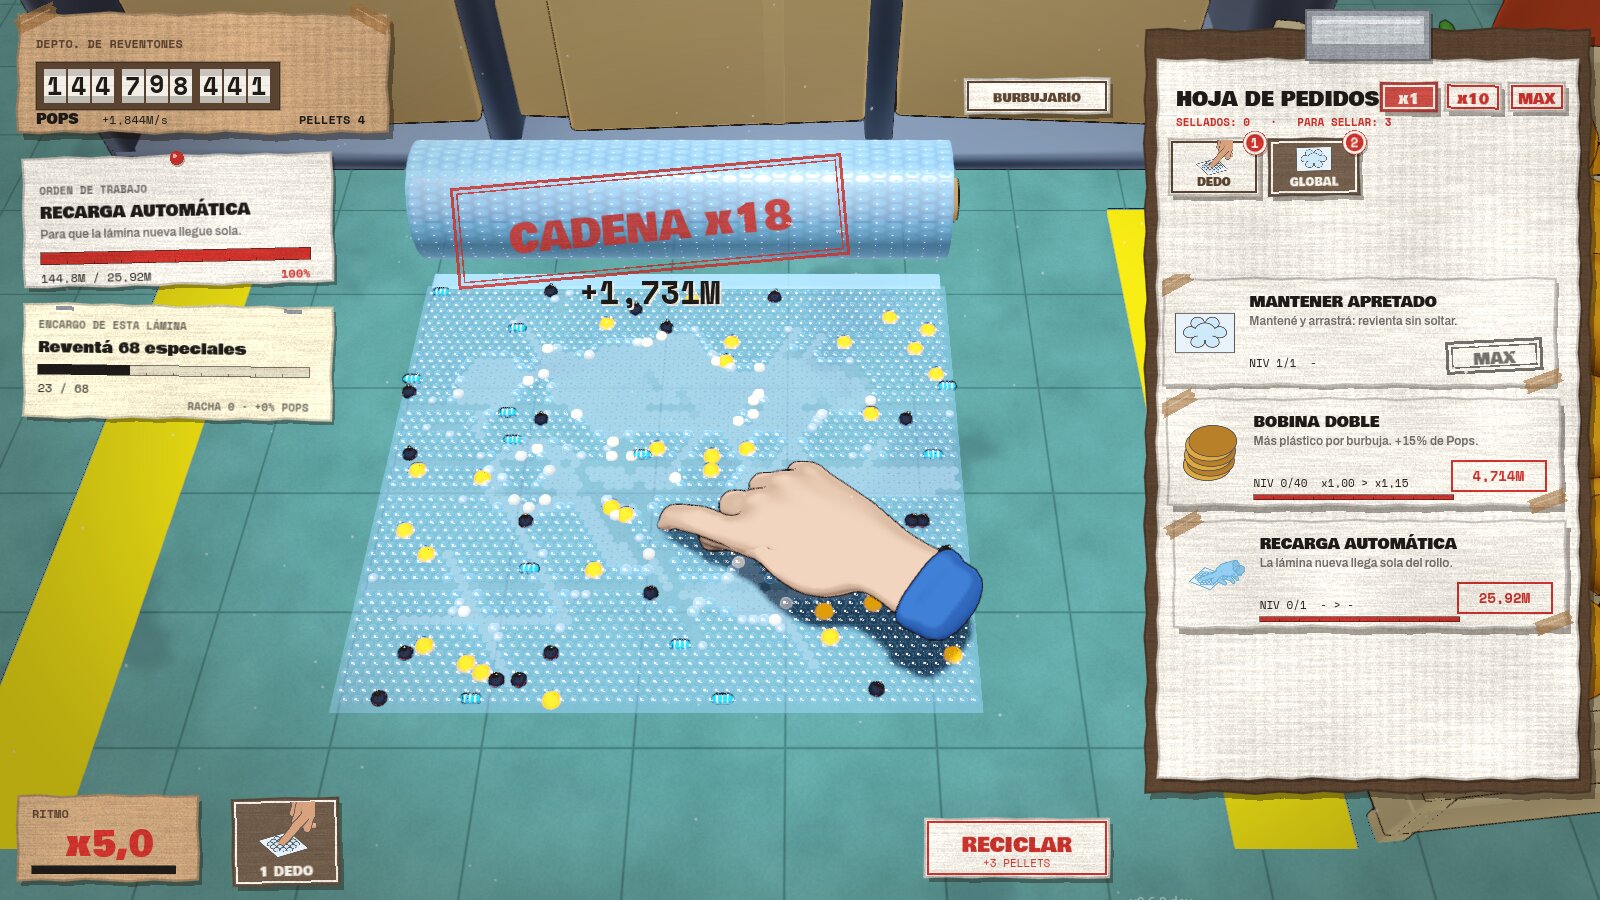 DEPTO. DE REVENTONES
144 798 441
POPS +1,844M/s PELLETS 4
ORDEN DE TRABAJO
RECARGA AUTOMÁTICA
Para que la lámina nueva llegue sola.
144,8M / 25,92M 100%
ENCARGO DE ESTA LÁMINA
Reventá 68 especiales
23 / 68
RACHA 0 · +0% POPS
BURBUJARIO
CADENA x18
+1,731M
HOJA DE PEDIDOS x1 x10 MAX
SELLADOS: 0 · PARA SELLAR: 3
1 2
DEDO GLOBAL
MANTENER APRETADO
Mantené y arrastrá: revienta sin soltar.
NIV 1/1 - MAX
BOBINA DOBLE
Más plástico por burbuja. +15% de Pops.
NIV 0/40 x1,00 > x1,15 4,714M
RECARGA AUTOMÁTICA
La lámina nueva llega sola del rollo.
NIV 0/1 - > - 25,92M
RITMO
x5,0
1 DEDO
RECICLAR
+3 PELLETS